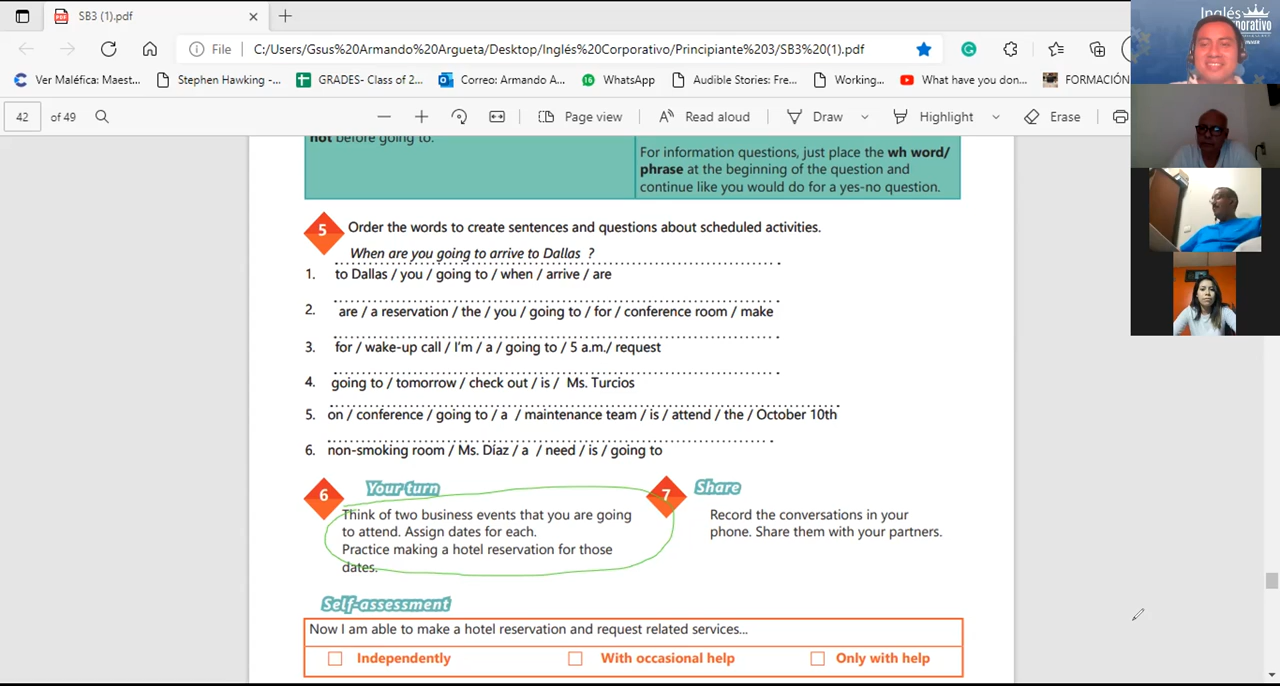 SB3 (1).pdf
File
C:/Users/Gsus%20Armando%20Argueta/Desktop/Inglés%20Corporativo/Principiante%203/SB3%20(1).pdf
Ver Maléfica: Maest...
Stephen Hawking -...
GRADES- Class of 2...
Correo: Armando A...
WhatsApp
Audible Stories: Fre...
Working...
What have you don...
FORMACIÓN
42
of 49
Page view
Read aloud
Draw
Highlight
Erase
Inglés
not before going to.
For information questions, just place the wh word/
phrase at the beginning of the question and
continue like you would do for a yes-no question.
5
Order the words to create sentences and questions about scheduled activities.
When are you going to arrive to Dallas ?
1. to Dallas / you / going to / when / arrive / are
2. are / a reservation / the / you / going to / for / conference room / make
3. for / wake-up call / I'm / a / going to / 5 a.m./ request
4. going to / tomorrow / check out / is / Ms. Turcios
5. on / conference / going to / a / maintenance team / is / attend / the / October 10th
6. non-smoking room / Ms. Díaz / a / need / is / going to
6
Your turn
Think of two business events that you are going
to attend. Assign dates for each.
Practice making a hotel reservation for those
dates.
7
Share
Record the conversations in your
phone. Share them with your partners.
Self-assessment
Now I am able to make a hotel reservation and request related services...
Independently
With occasional help
Only with help